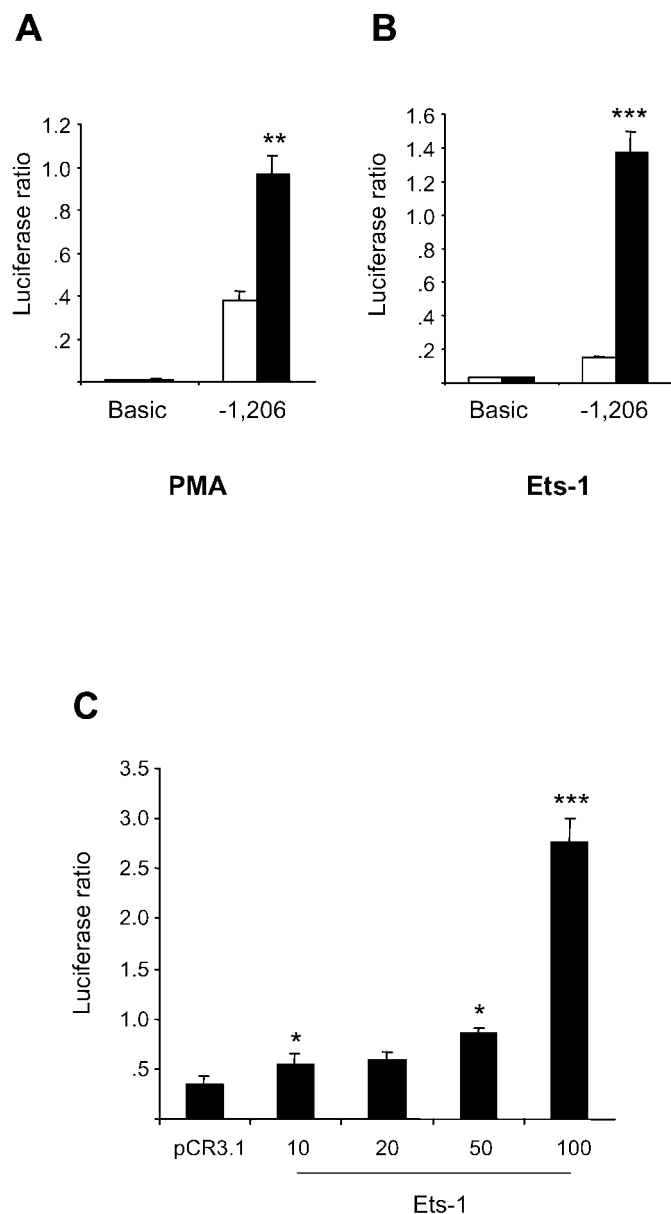 A
Luciferase ratio
1.2
1.0
.8
.6
.4
.2
**
Basic
-1,206
PMA
B
Luciferase ratio
1.6
1.4
1.2
1.0
.8
.6
.4
.2
***
Basic
-1,206
Ets-1
C
Luciferase ratio
3.5
3.0
2.5
2.0
1.5
1.0
.5
*
*
***
pCR3.1 10 20 50 100
Ets-1